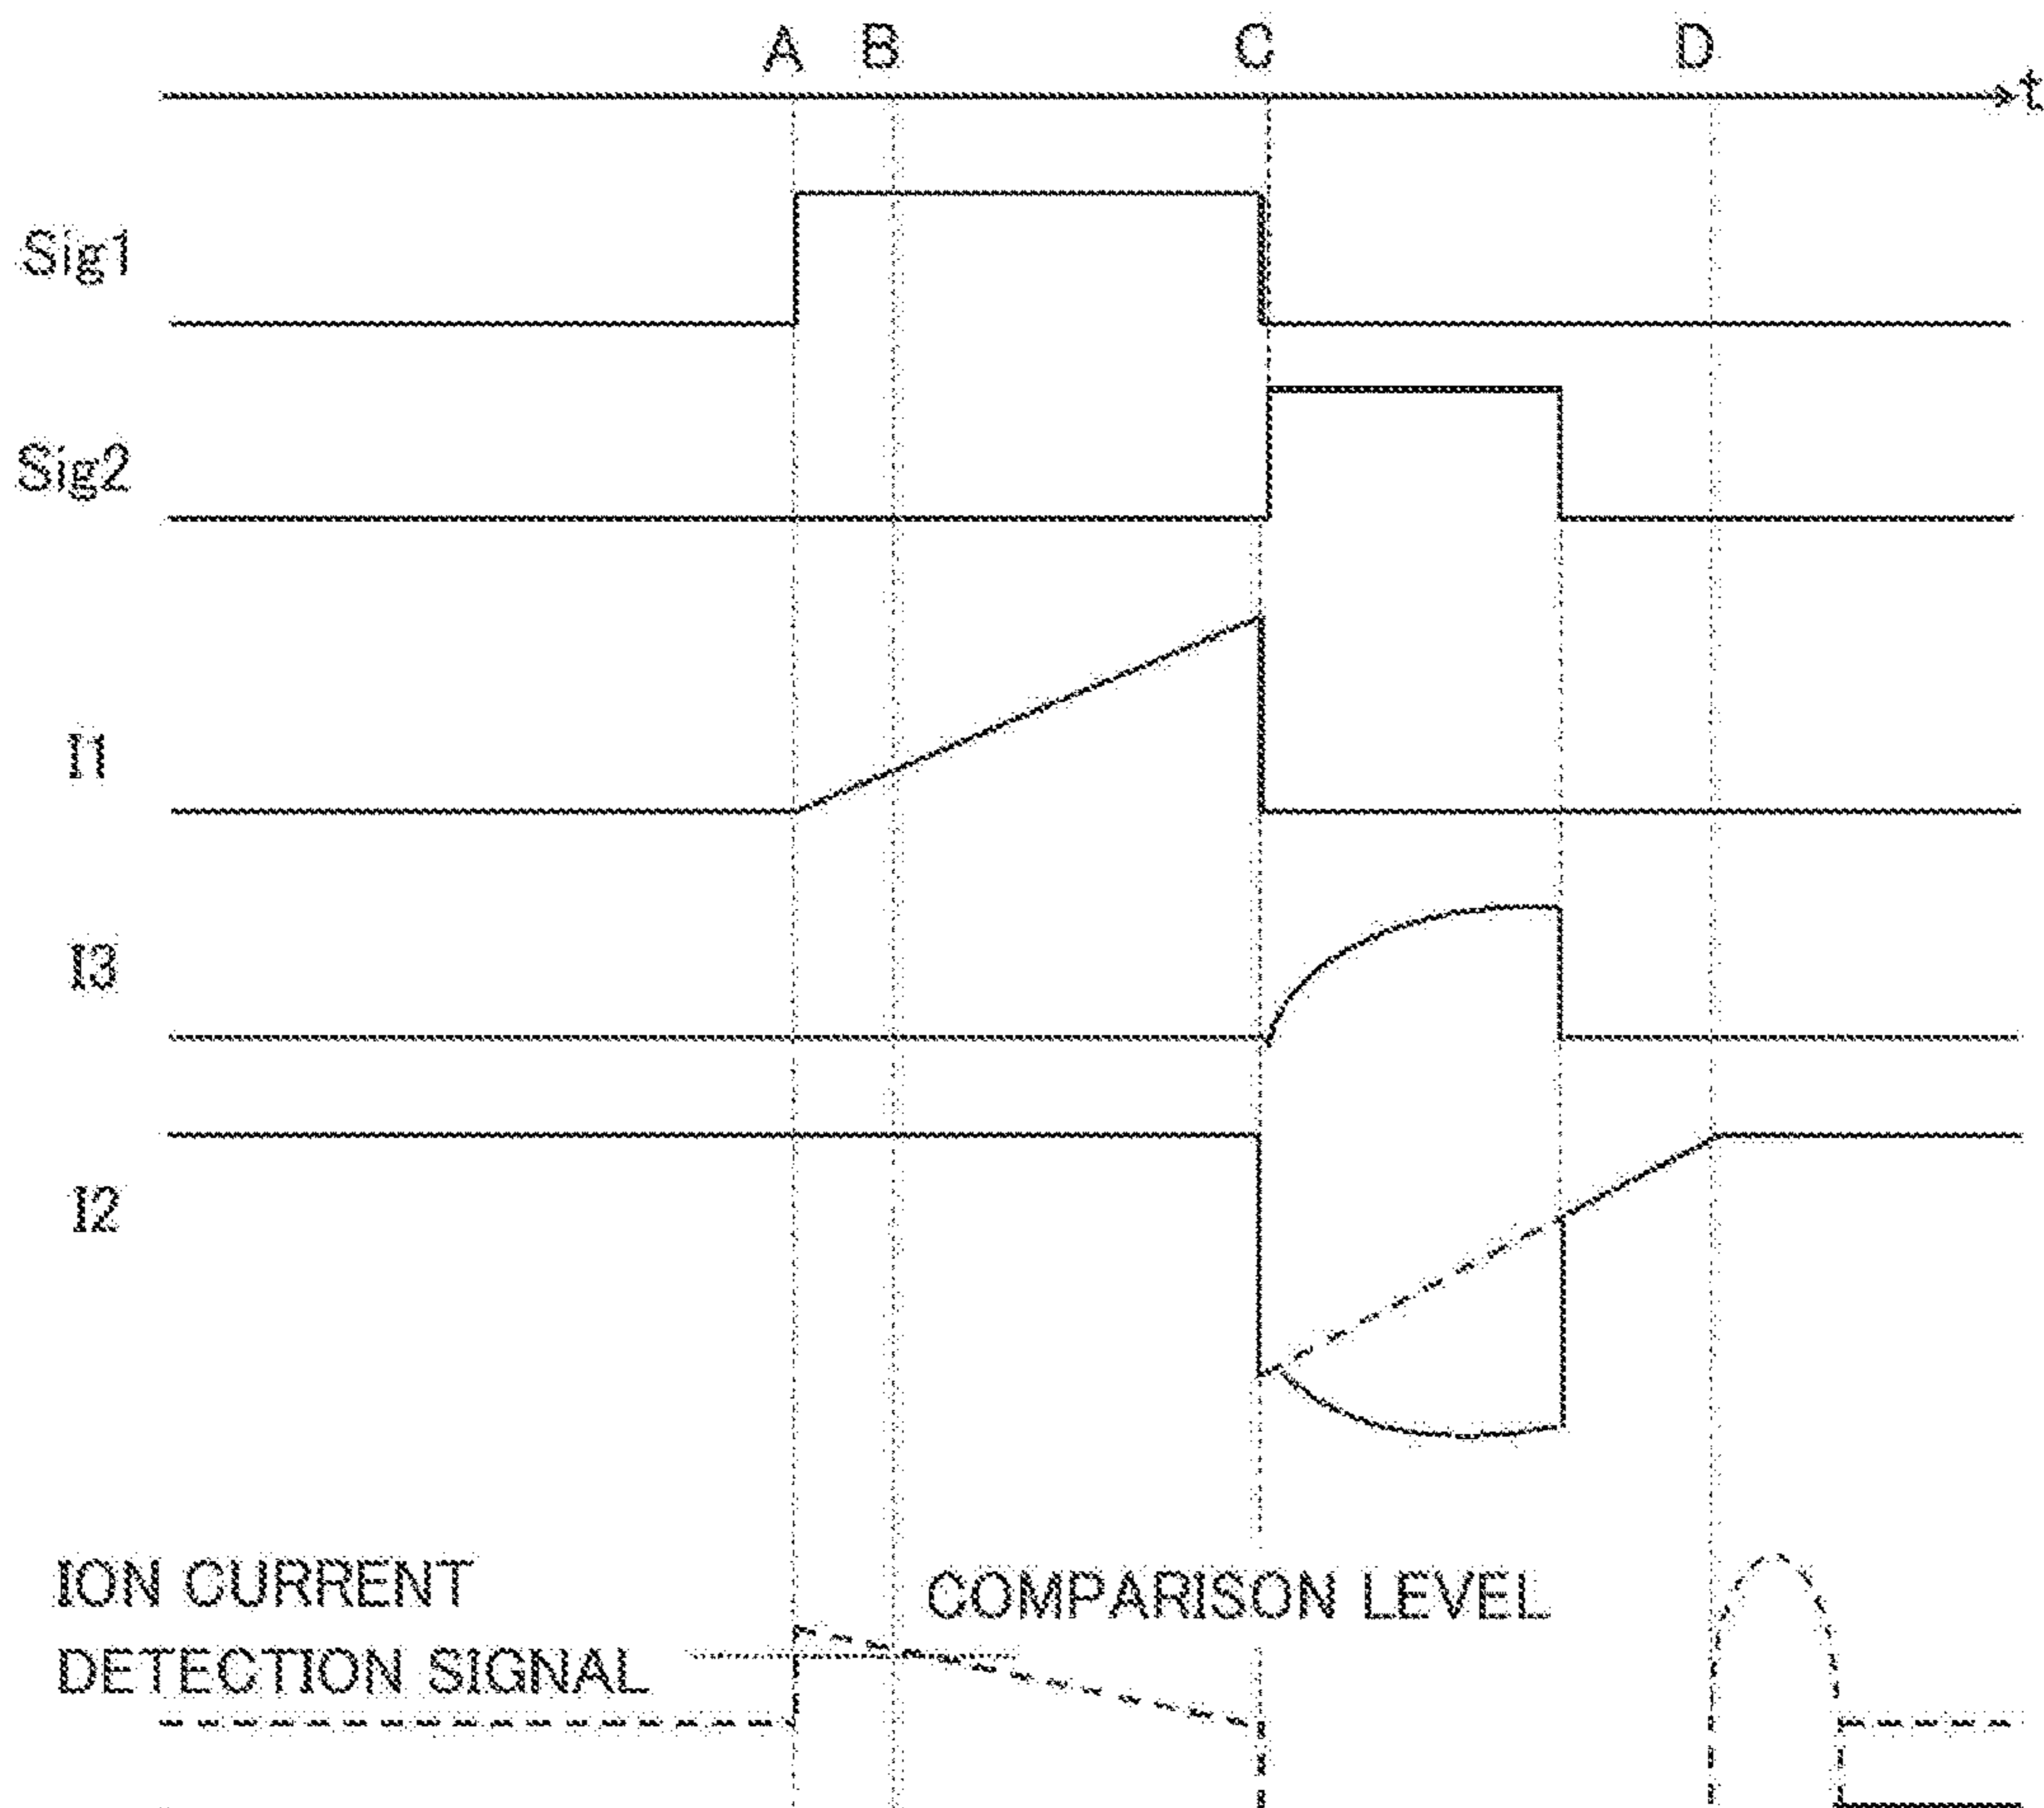 A B C D
t
Sig1
Sig2
I1
I3
I2
ION CURRENT
DETECTION SIGNAL
COMPARISON LEVEL